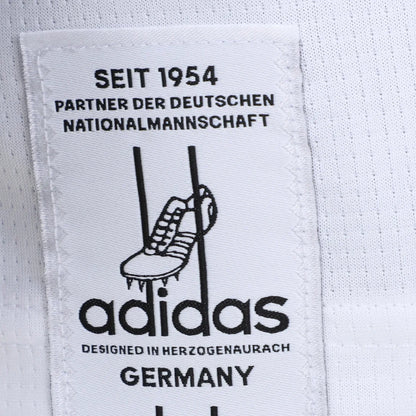 SEIT 1954
PARTNER DER DEUTSCHEN
NATIONALMANNSCHAFT
adidas
DESIGNED IN HERZOGENAURACH
GERMANY